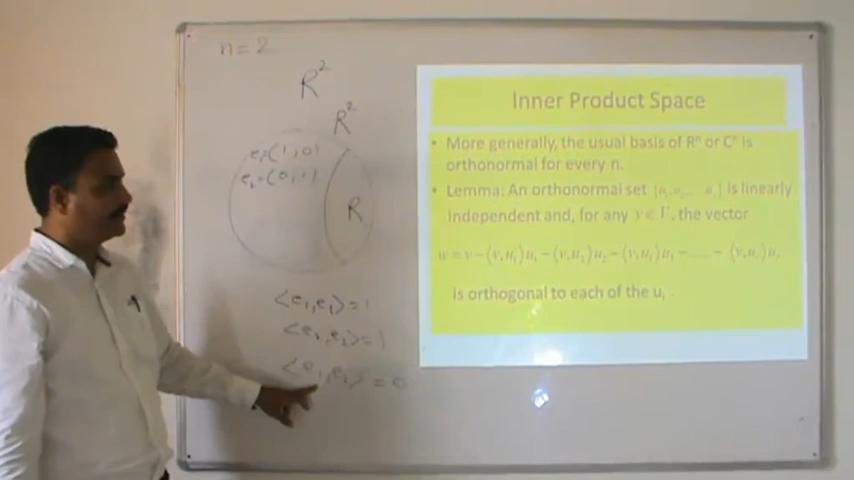 n = 2
R²
R²
e₁=(1,0)
e₂=(0,1)
R
<e₁,e₁> = 1
<e₂,e₂> = 1
<e₁,e₂> = 0
Inner Product Space
• More generally, the usual basis of Rⁿ or Cⁿ is
orthonormal for every n.
• Lemma: An orthonormal set {u₁,u₂,... uᵣ} is linearly
independent and, for any v ∈ V, the vector
w = v − ⟨v,u₁⟩u₁ − ⟨v,u₂⟩u₂ − ⟨v,u₃⟩u₃ − ...... − ⟨v,uᵣ⟩uᵣ
is orthogonal to each of the uᵢ .